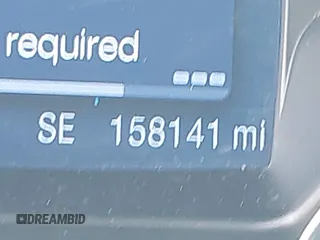 required
SE 158141 mi
DREAMBID